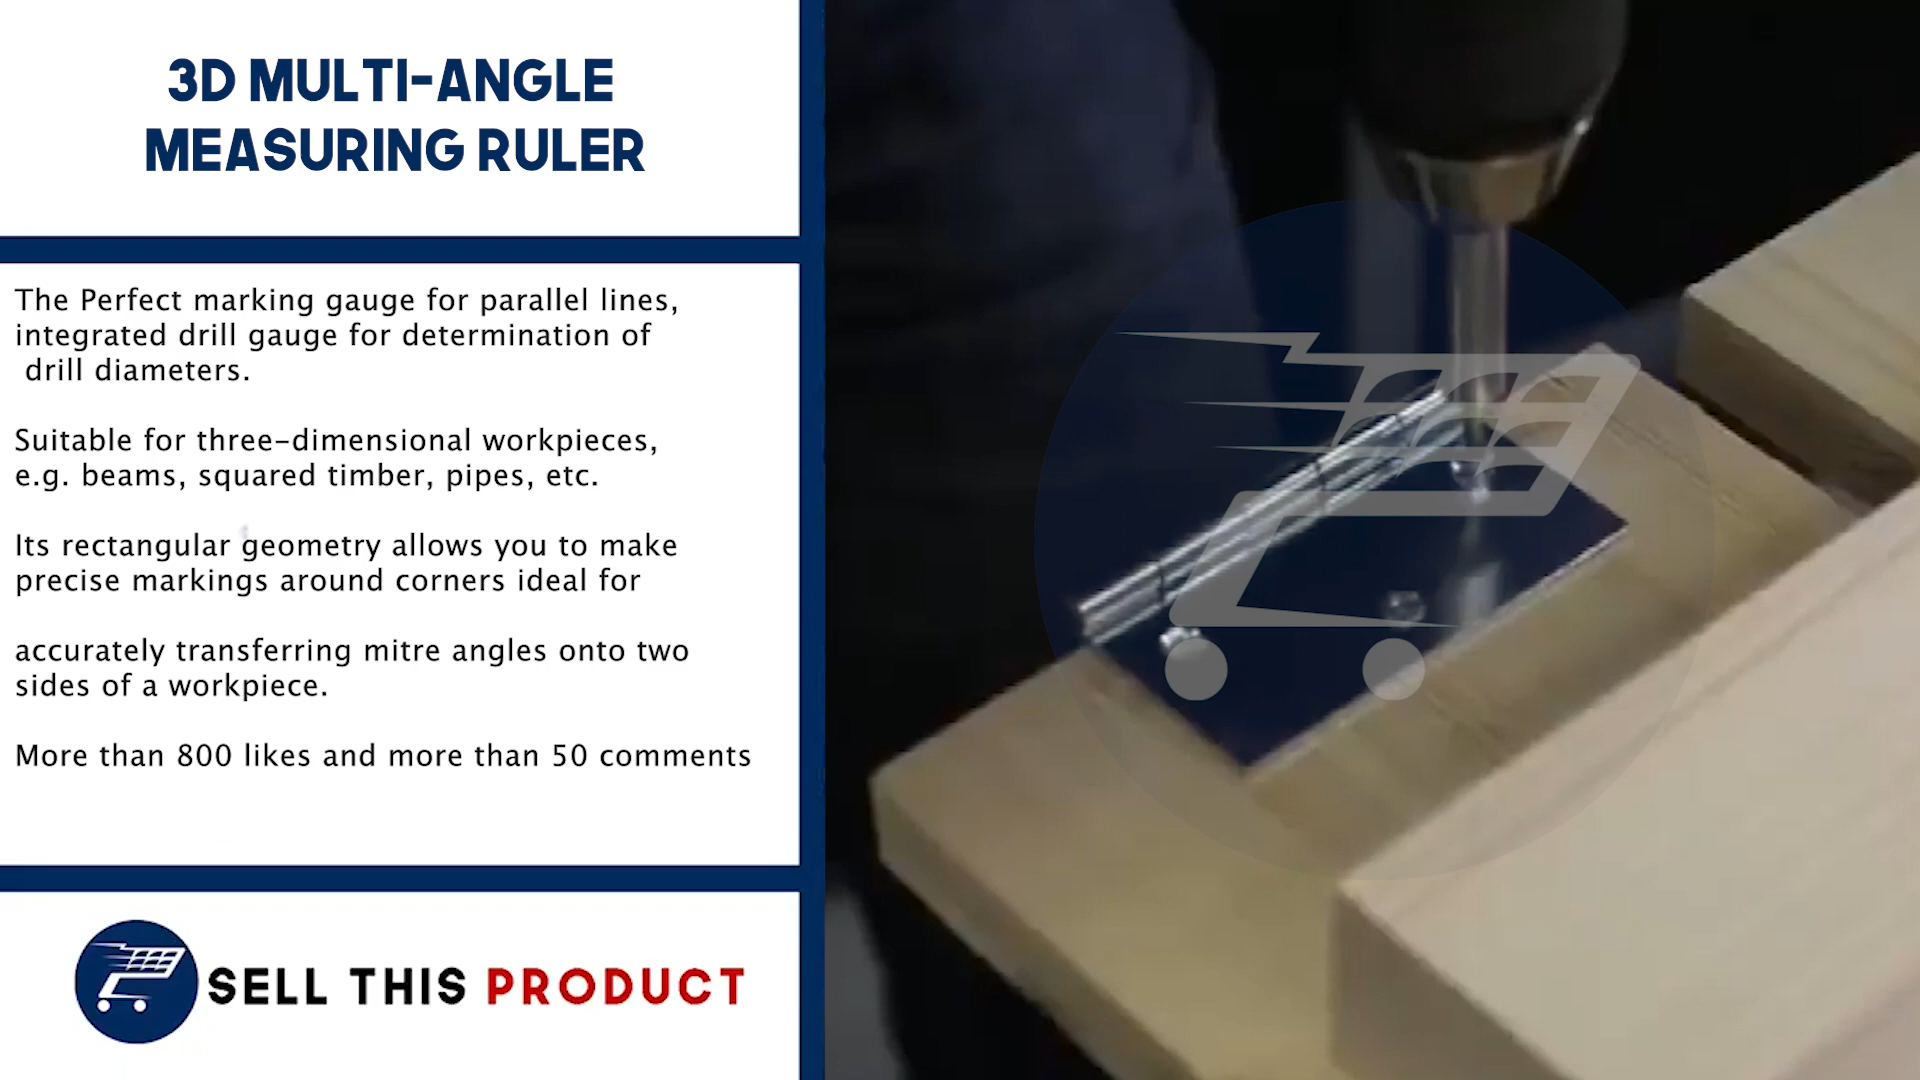 3D MULTI-ANGLE
MEASURING RULER
The Perfect marking gauge for parallel lines,
integrated drill gauge for determination of
drill diameters.
Suitable for three-dimensional workpieces,
e.g. beams, squared timber, pipes, etc.
Its rectangular geometry allows you to make
precise markings around corners ideal for
accurately transferring mitre angles onto two
sides of a workpiece.
More than 800 likes and more than 50 comments
SELL THIS PRODUCT